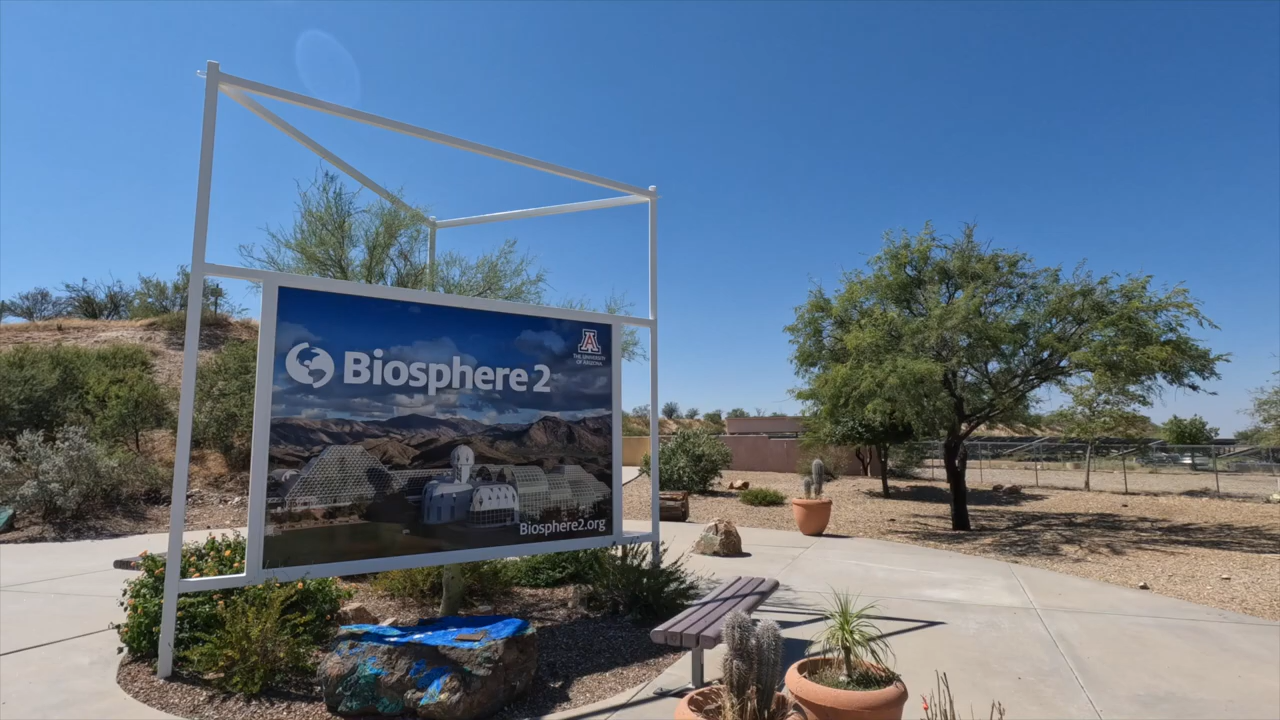 Biosphere 2
A
THE UNIVERSITY
OF ARIZONA
Biosphere2.org